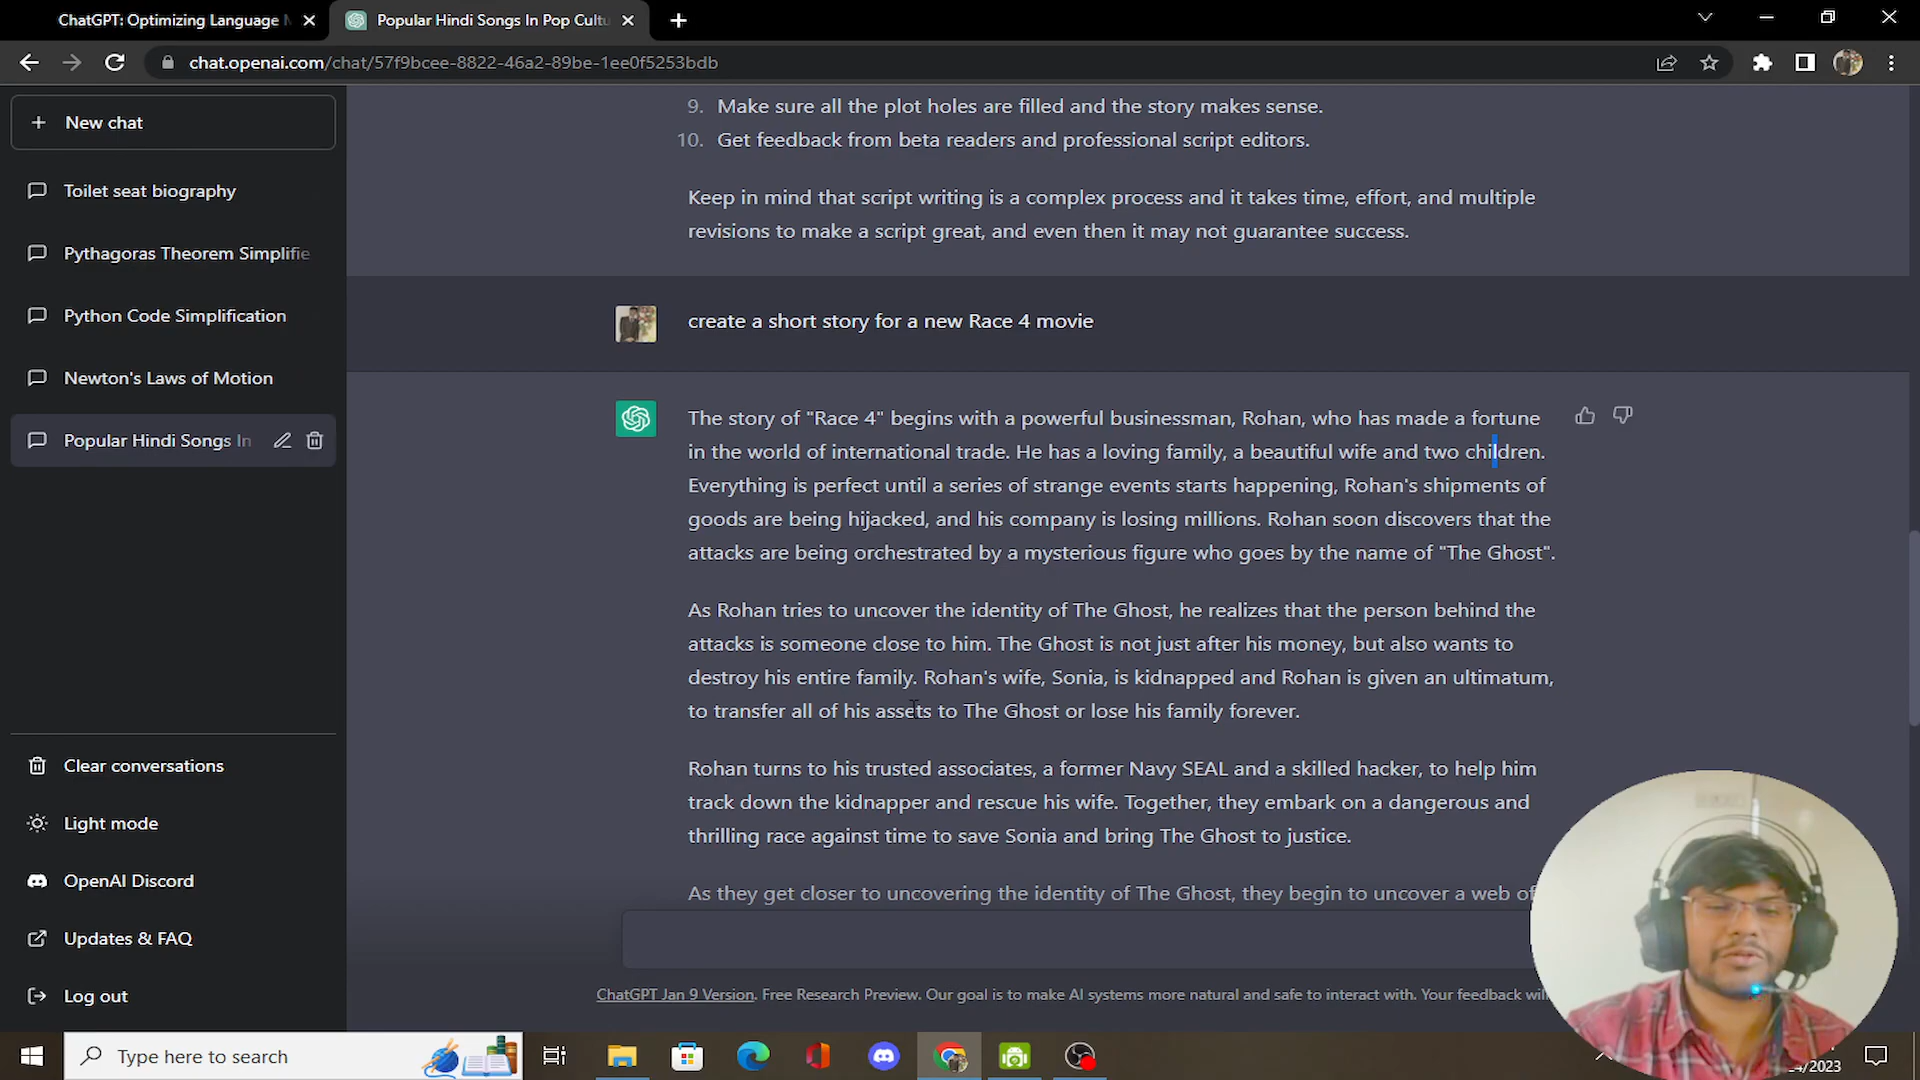 ChatGPT: Optimizing Language
Popular Hindi Songs In Pop Cultu
chat.openai.com/chat/57f9bcee-8822-46a2-89be-1ee0f5253bdb
New chat
Toilet seat biography
Pythagoras Theorem Simplifie
Python Code Simplification
Newton's Laws of Motion
Popular Hindi Songs In
Clear conversations
Light mode
OpenAI Discord
Updates & FAQ
Log out
9. Make sure all the plot holes are filled and the story makes sense.
10. Get feedback from beta readers and professional script editors.
Keep in mind that script writing is a complex process and it takes time, effort, and multiple
revisions to make a script great, and even then it may not guarantee success.
create a short story for a new Race 4 movie
The story of "Race 4" begins with a powerful businessman, Rohan, who has made a fortune
in the world of international trade. He has a loving family, a beautiful wife and two children.
Everything is perfect until a series of strange events starts happening, Rohan's shipments of
goods are being hijacked, and his company is losing millions. Rohan soon discovers that the
attacks are being orchestrated by a mysterious figure who goes by the name of "The Ghost".
As Rohan tries to uncover the identity of The Ghost, he realizes that the person behind the
attacks is someone close to him. The Ghost is not just after his money, but also wants to
destroy his entire family. Rohan's wife, Sonia, is kidnapped and Rohan is given an ultimatum,
to transfer all of his assets to The Ghost or lose his family forever.
Rohan turns to his trusted associates, a former Navy SEAL and a skilled hacker, to help him
track down the kidnapper and rescue his wife. Together, they embark on a dangerous and
thrilling race against time to save Sonia and bring The Ghost to justice.
As they get closer to uncovering the identity of The Ghost, they begin to uncover a web of
ChatGPT Jan 9 Version. Free Research Preview. Our goal is to make AI systems more natural and safe to interact with. Your feedback will
Type here to search
4/2023